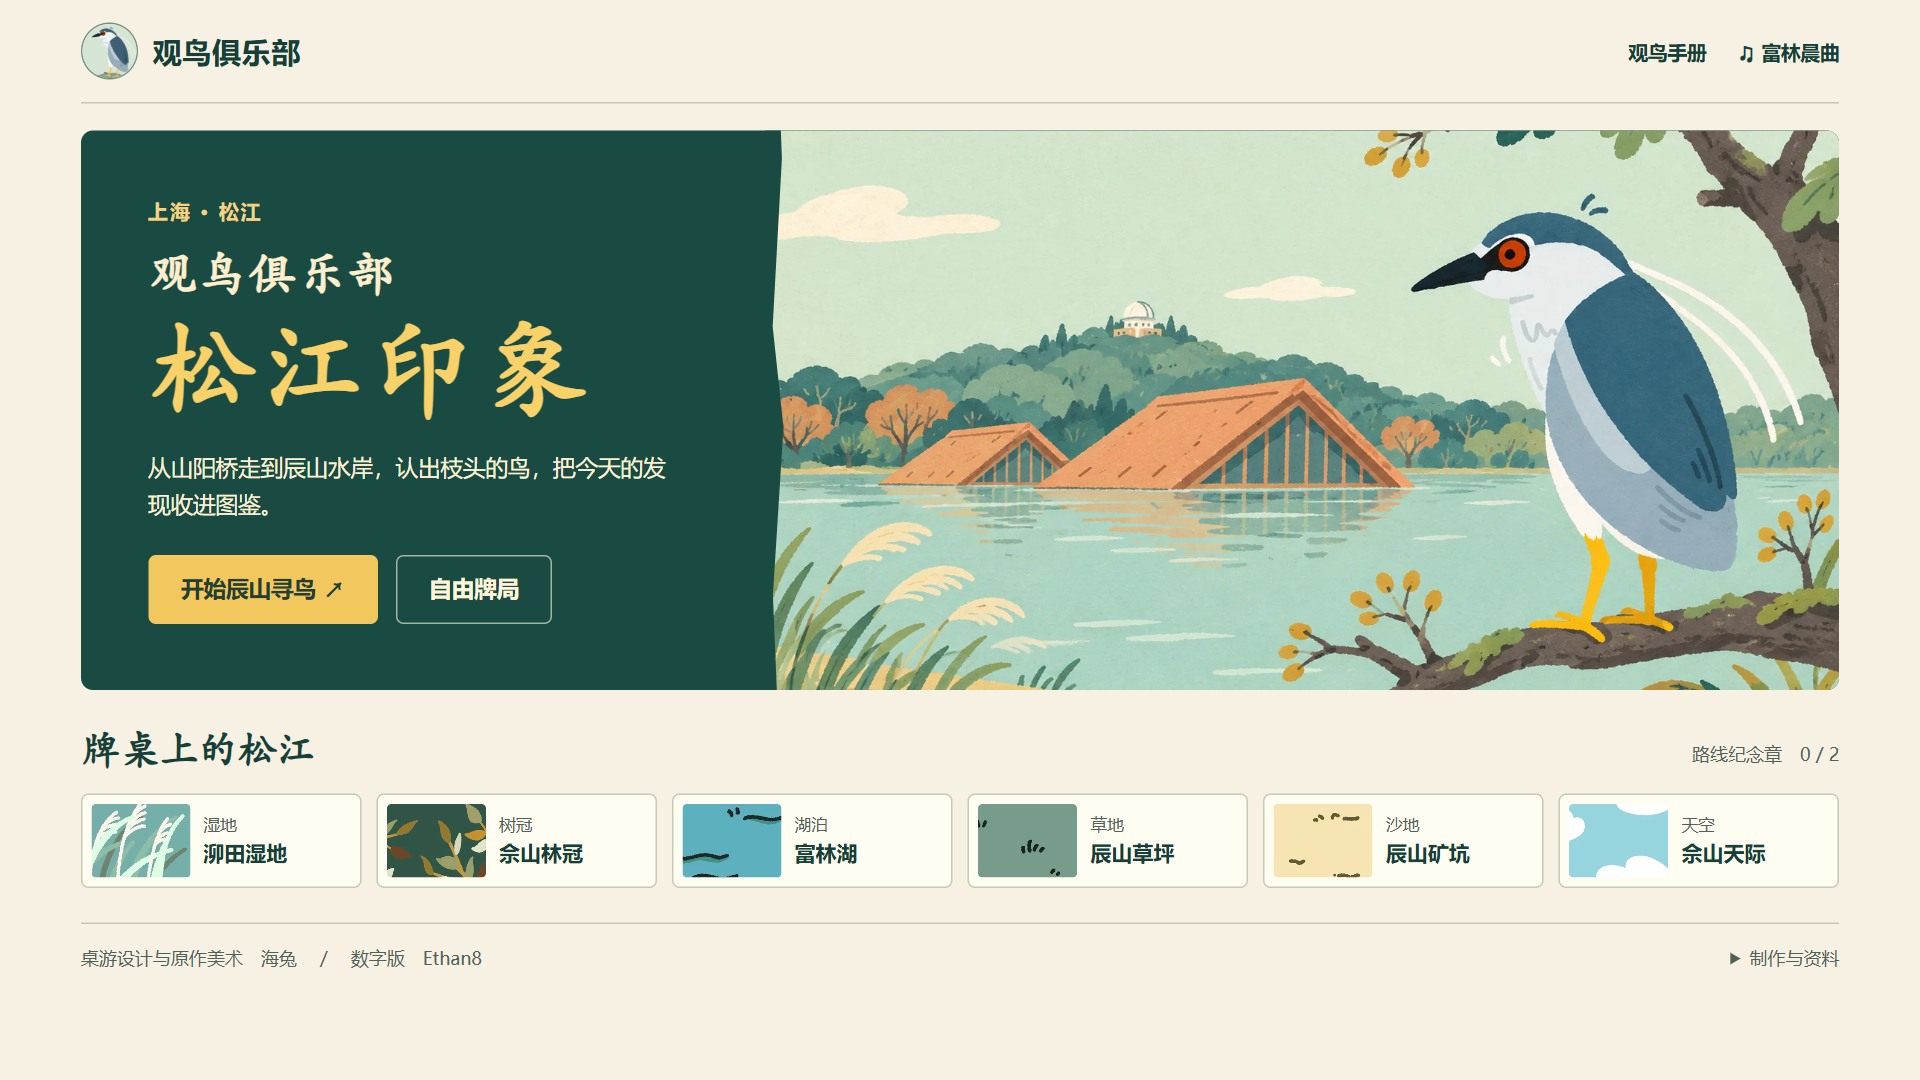 观鸟俱乐部
观鸟手册
♫ 富林晨曲
上海 · 松江
观鸟俱乐部
松江印象
从山阳桥走到辰山水岸，认出枝头的鸟，把今天的发
现收进图鉴。
开始辰山寻鸟 ↗
自由牌局
牌桌上的松江
路线纪念章 0 / 2
湿地
泖田湿地
树冠
佘山林冠
湖泊
富林湖
草地
辰山草坪
沙地
辰山矿坑
天空
佘山天际
桌游设计与原作美术 海兔 / 数字版 Ethan8
▶ 制作与资料